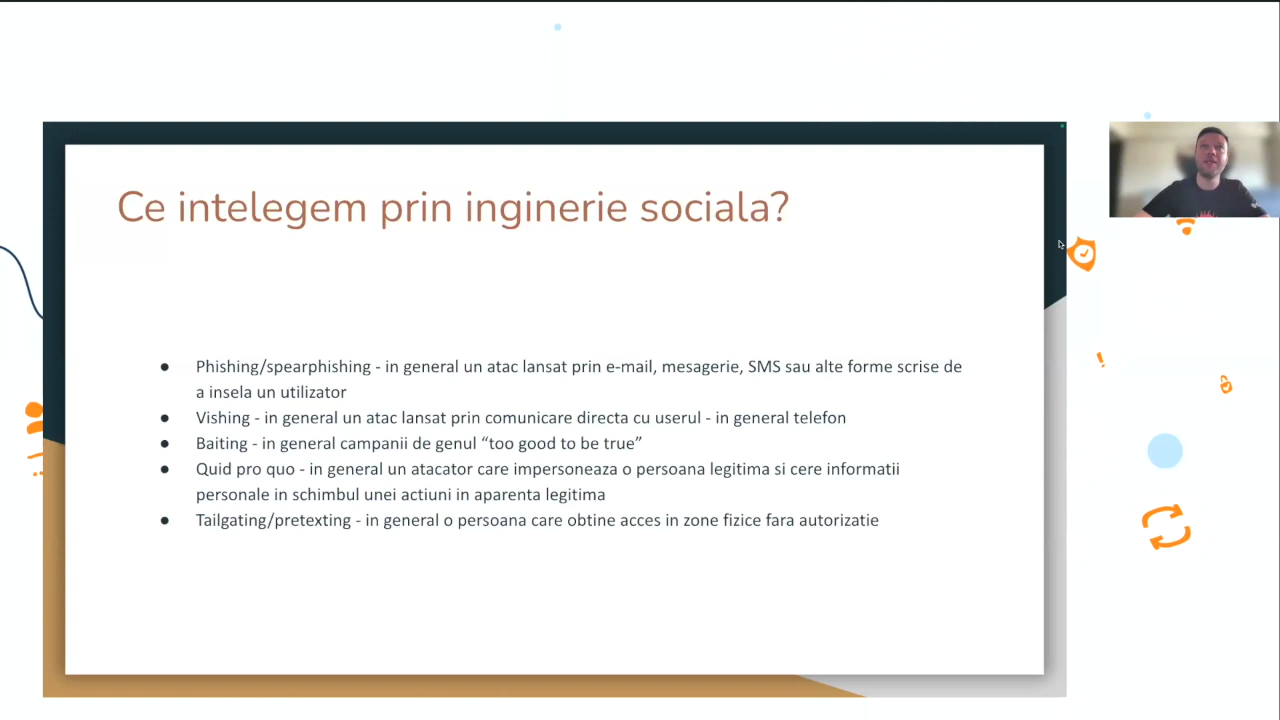 Ce intelegem prin inginerie sociala?
● Phishing/spearphishing - in general un atac lansat prin e-mail, mesagerie, SMS sau alte forme scrise de
a insela un utilizator
● Vishing - in general un atac lansat prin comunicare directa cu userul - in general telefon
● Baiting - in general campanii de genul “too good to be true”
● Quid pro quo - in general un atacator care impersoneaza o persoana legitima si cere informatii
personale in schimbul unei actiuni in aparenta legitima
● Tailgating/pretexting - in general o persoana care obtine acces in zone fizice fara autorizatie